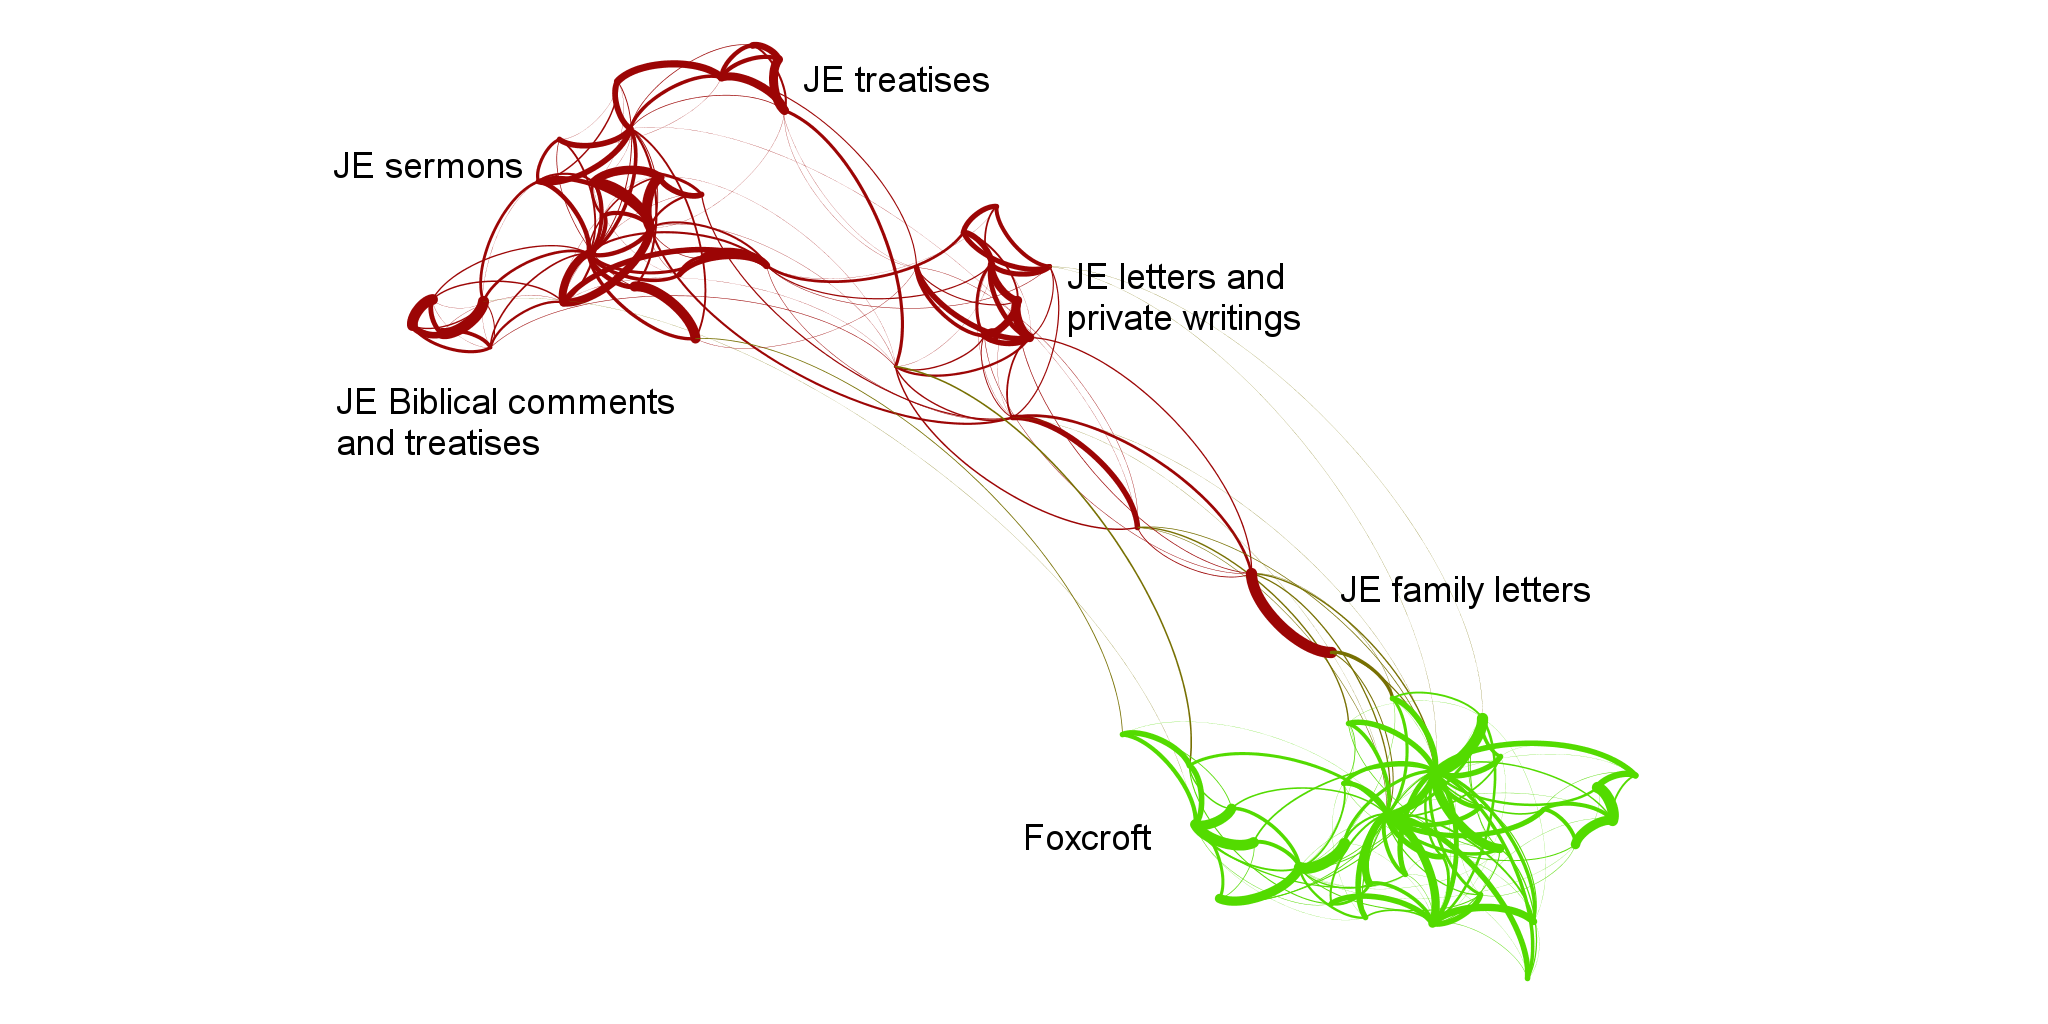 JE treatises
JE sermons
JE letters and
private writings
JE Biblical comments
and treatises
JE family letters
Foxcroft